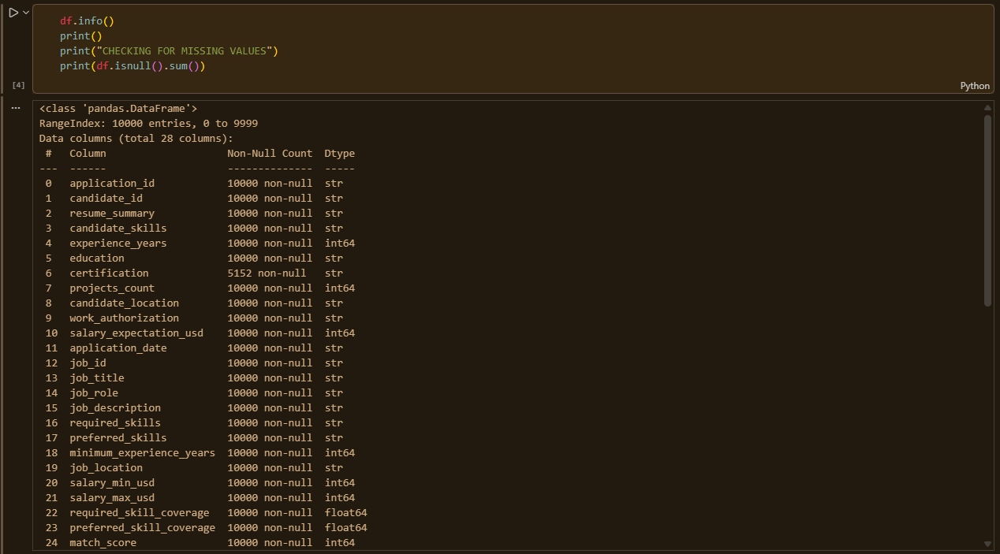 df.info()
print()
print("CHECKING FOR MISSING VALUES")
print(df.isnull().sum())
[4]
Python
...
<class 'pandas.DataFrame'>
RangeIndex: 10000 entries, 0 to 9999
Data columns (total 28 columns):
 #   Column                    Non-Null Count  Dtype
---  ------                    --------------  -----
 0   application_id            10000 non-null  str
 1   candidate_id              10000 non-null  str
 2   resume_summary            10000 non-null  str
 3   candidate_skills          10000 non-null  str
 4   experience_years          10000 non-null  int64
 5   education                 10000 non-null  str
 6   certification             5152 non-null   str
 7   projects_count            10000 non-null  int64
 8   candidate_location        10000 non-null  str
 9   work_authorization        10000 non-null  str
 10  salary_expectation_usd    10000 non-null  int64
 11  application_date          10000 non-null  str
 12  job_id                    10000 non-null  str
 13  job_title                 10000 non-null  str
 14  job_role                  10000 non-null  str
 15  job_description           10000 non-null  str
 16  required_skills           10000 non-null  str
 17  preferred_skills          10000 non-null  str
 18  minimum_experience_years  10000 non-null  int64
 19  job_location              10000 non-null  str
 20  salary_min_usd            10000 non-null  int64
 21  salary_max_usd            10000 non-null  int64
 22  required_skill_coverage   10000 non-null  float64
 23  preferred_skill_coverage  10000 non-null  float64
 24  match_score               10000 non-null  int64